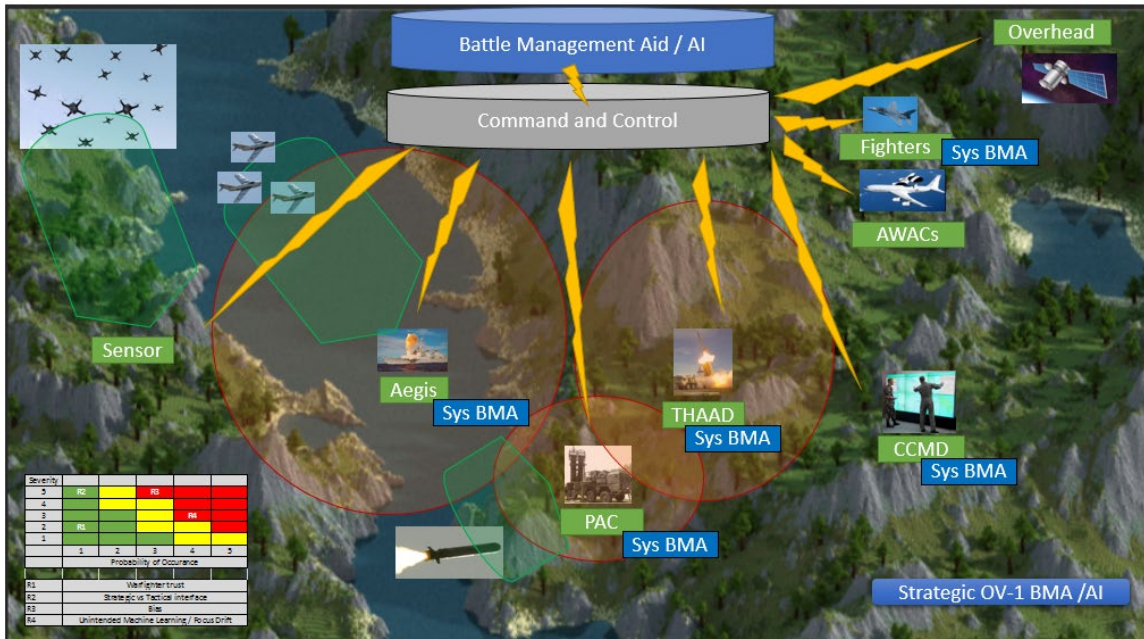 Battle Management Aid / AI
Overhead
Command and Control
Fighters
Sys BMA
AWACs
Sensor
Aegis
Sys BMA
THAAD
Sys BMA
CCMD
Sys BMA
PAC
Sys BMA
Severity
5 R2 R3
4
3 R4
2 R1
1
1 2 3 4 5
Probability of Occurance
R1 Warfighter trust
R2 Strategic vs Tactical interface
R3 Bias
R4 Unintended Machine Learning / Focus Drift
Strategic OV-1 BMA /AI